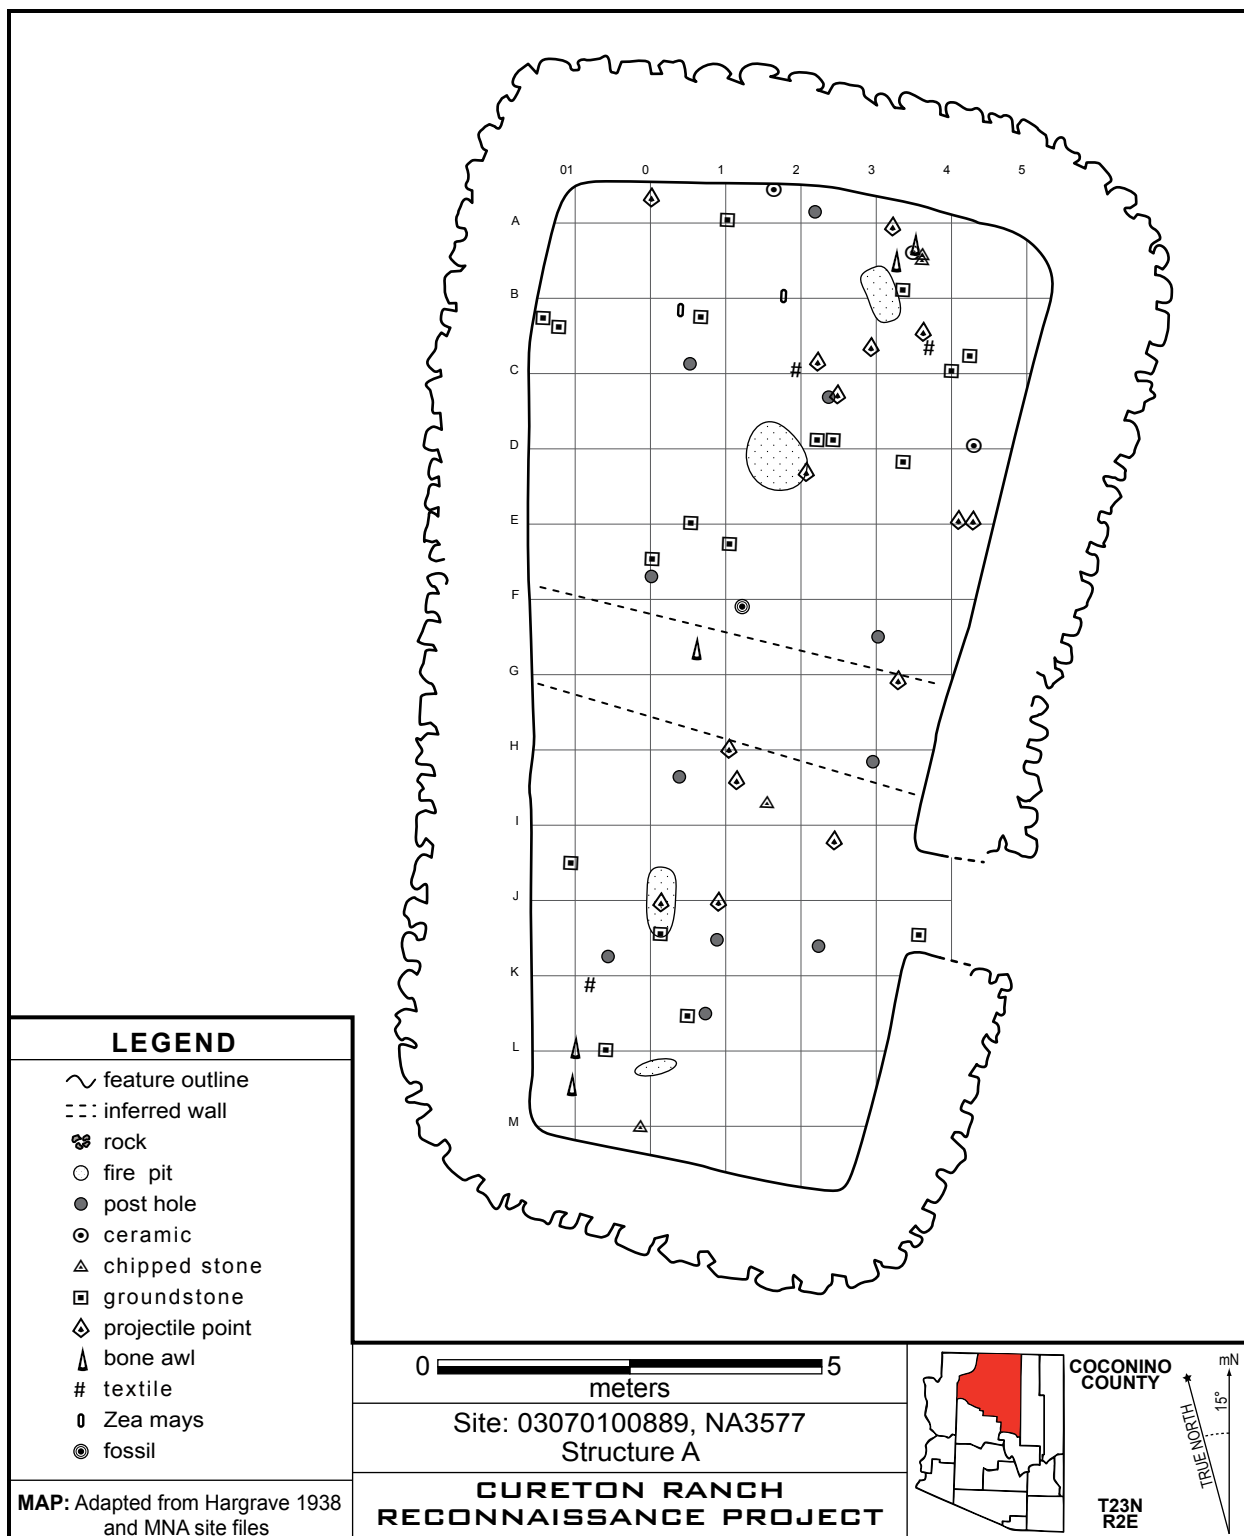 01 0 1 2 3 4 5
A
B
C
D
E
F
G
H
I
J
K
L
M
# 
#
#
LEGEND
feature outline
inferred wall
rock
fire pit
post hole
ceramic
chipped stone
groundstone
projectile point
bone awl
# textile
Zea mays
fossil
MAP: Adapted from Hargrave 1938
and MNA site files
0 5
meters
Site: 03070100889, NA3577
Structure A
CURETON RANCH
RECONNAISSANCE PROJECT
COCONINO
COUNTY
T23N
R2E
mN
15°
TRUE NORTH